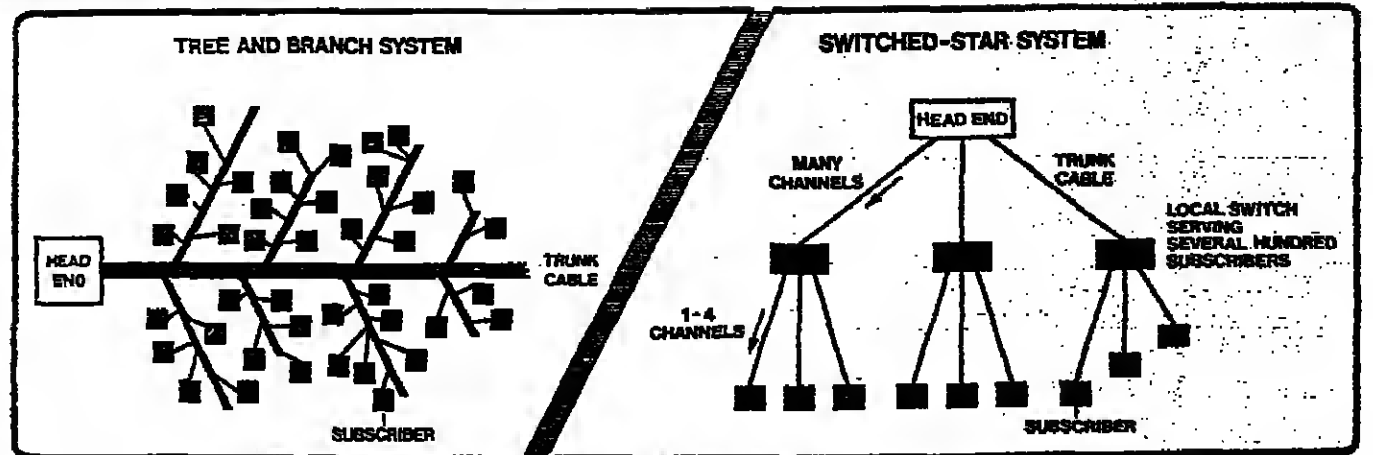 TREE AND BRANCH SYSTEM
HEAD
END
TRUNK
CABLE
SUBSCRIBER
SWITCHED-STAR SYSTEM
HEAD END
MANY
CHANNELS
TRUNK
CABLE
LOCAL SWITCH
SERVING
SEVERAL HUNDRED
SUBSCRIBERS
1-4
CHANNELS
SUBSCRIBER